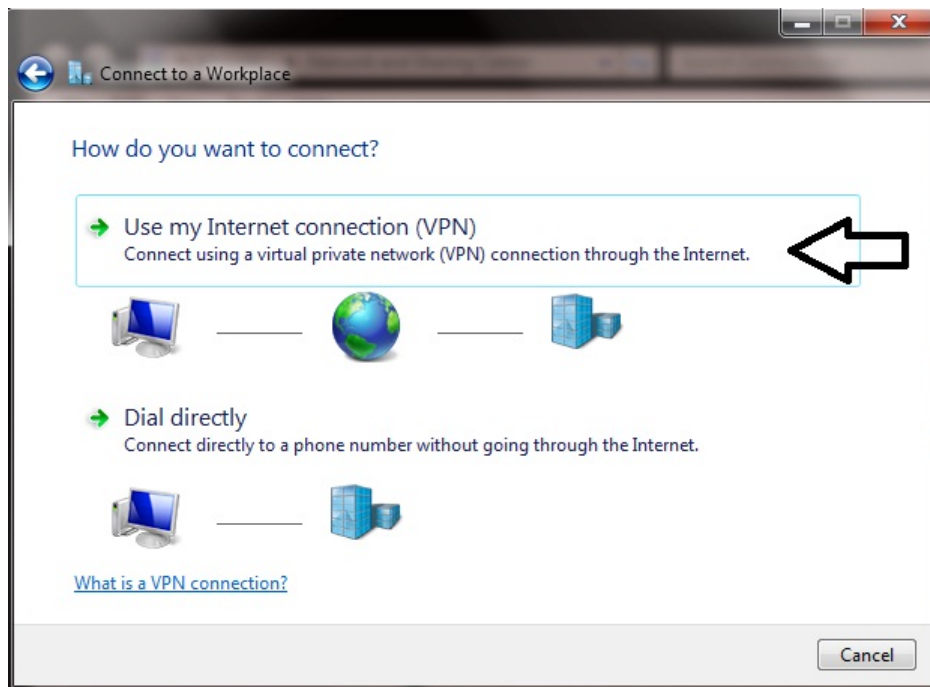 Connect to a Workplace
How do you want to connect?
Use my Internet connection (VPN)
Connect using a virtual private network (VPN) connection through the Internet.
Dial directly
Connect directly to a phone number without going through the Internet.
What is a VPN connection?
Cancel